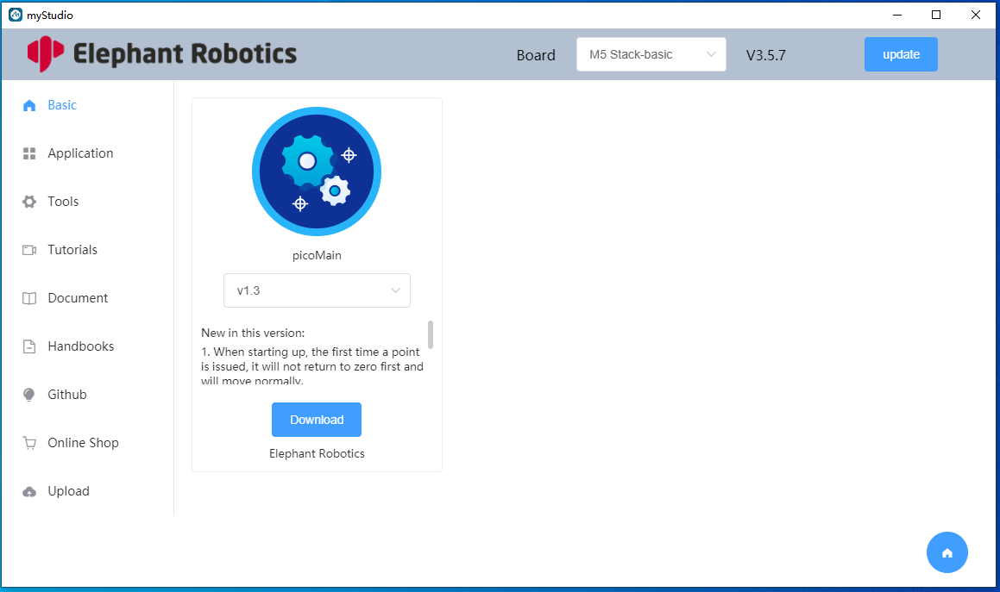 myStudio
Elephant Robotics
Board
M5 Stack-basic
V3.5.7
update
Basic
Application
Tools
Tutorials
Document
Handbooks
Github
Online Shop
Upload
picoMain
v1.3
New in this version:
1. When starting up, the first time a point
is issued, it will not return to zero first and
will move normally.
Download
Elephant Robotics